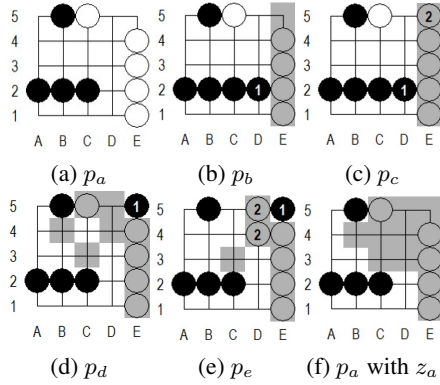 5 5 5 2
4 4 4
3 3 3
2 2 1 2 1
1 1 1
A B C D E A B C D E A B C D E
(a) p_a (b) p_b (c) p_c
5 1 5 2 1 5
4 4 2 4
3 3 3
2 2 2
1 1 1
A B C D E A B C D E A B C D E
(d) p_d (e) p_e (f) p_a with z_a